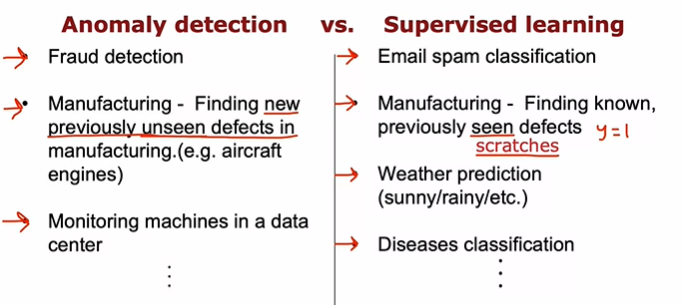 Anomaly detection vs. Supervised learning
Fraud detection
Manufacturing - Finding new
previously unseen defects in
manufacturing.(e.g. aircraft
engines)
Monitoring machines in a data
center
Email spam classification
Manufacturing - Finding known,
previously seen defects y=1
scratches
Weather prediction
(sunny/rainy/etc.)
Diseases classification